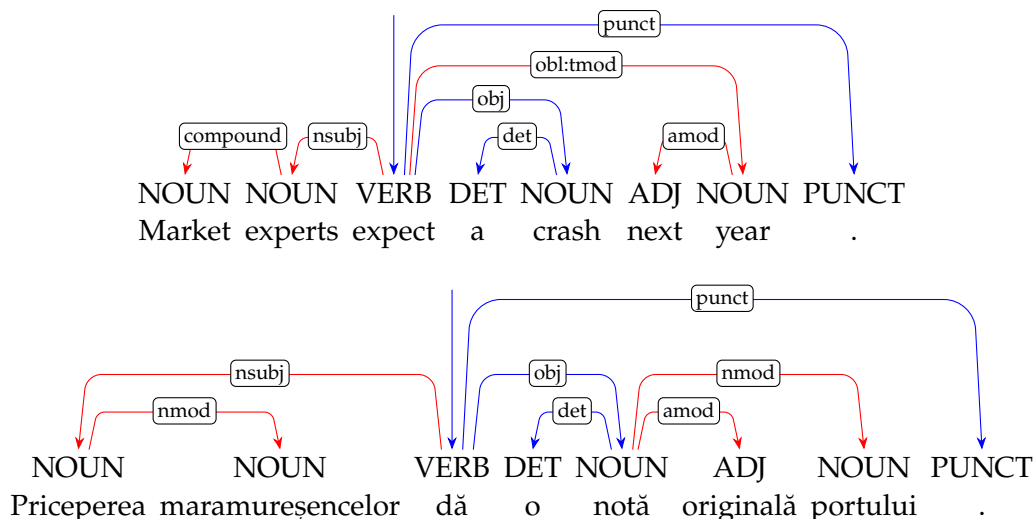 punct
obl:tmod
obj
compound nsubj det amod
NOUN NOUN VERB DET NOUN ADJ NOUN PUNCT
Market experts expect a crash next year .
punct
nsubj obj nmod
nmod det amod
NOUN NOUN VERB DET NOUN ADJ NOUN PUNCT
Priceperea maramureșencelor dă o notă originală portului .